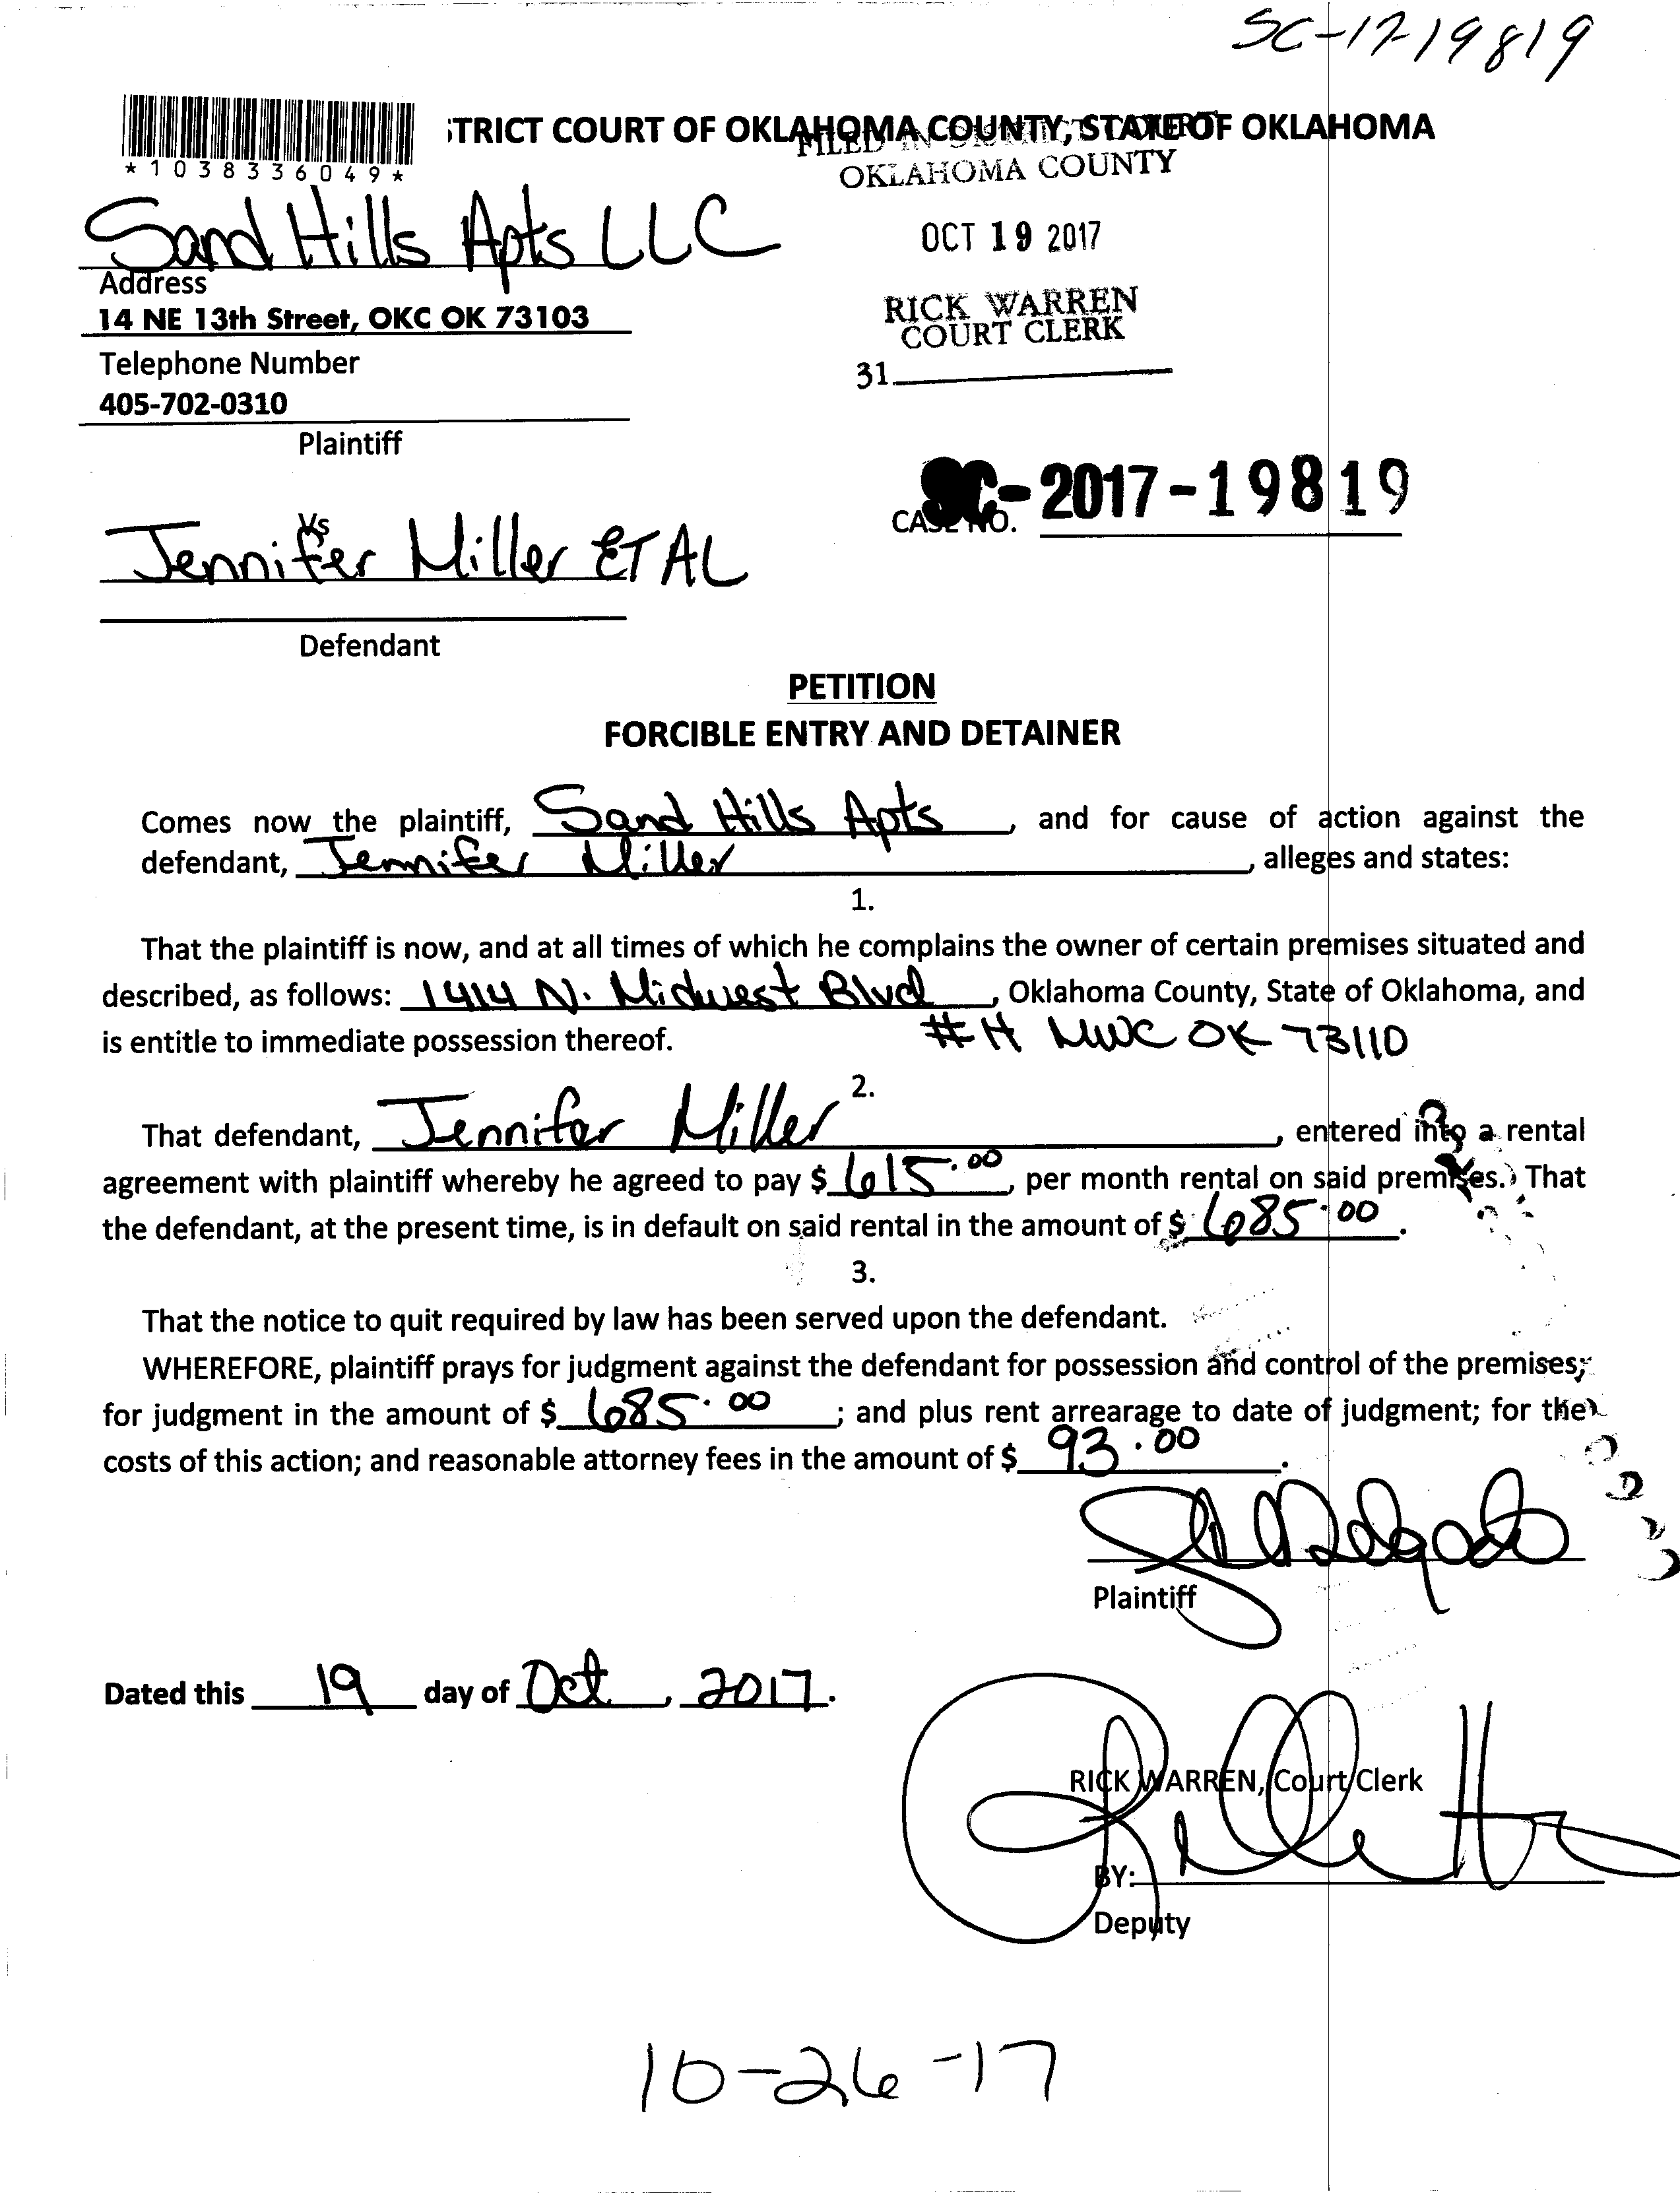 SC-17-19819
*1038336049*
TRICT COURT OF OKLAHOMA COUNTY, STATE OF OKLAHOMA
FILED IN DISTRICT COURT
OKLAHOMA COUNTY
Sand Hills Apts LLC
OCT 19 2017
Address
14 NE 13th Street, OKC OK 73103
RICK WARREN
COURT CLERK
Telephone Number
31
405-702-0310
Plaintiff
SC-2017-19819
CASE NO.
Vs
Jennifer Miller ET AL
Defendant
PETITION
FORCIBLE ENTRY AND DETAINER
Comes now the plaintiff, Sand Hills Apts, and for cause of action against the
defendant, Jennifer Miller, alleges and states:
1.
That the plaintiff is now, and at all times of which he complains the owner of certain premises situated and
described, as follows: 1414 N. Midwest Blvd, Oklahoma County, State of Oklahoma, and
is entitle to immediate possession thereof. #H MWC OK 73110
2.
That defendant, Jennifer Miller, entered into a rental
agreement with plaintiff whereby he agreed to pay $ 615.00, per month rental on said premises. That
the defendant, at the present time, is in default on said rental in the amount of $ 685.00.
3.
That the notice to quit required by law has been served upon the defendant.
WHEREFORE, plaintiff prays for judgment against the defendant for possession and control of the premises;
for judgment in the amount of $ 685.00; and plus rent arrearage to date of judgment; for the
costs of this action; and reasonable attorney fees in the amount of $ 93.00.
Plaintiff
Dated this 19 day of Oct, 2017.
RICK WARREN, Court Clerk
BY:
Deputy
10-26-17